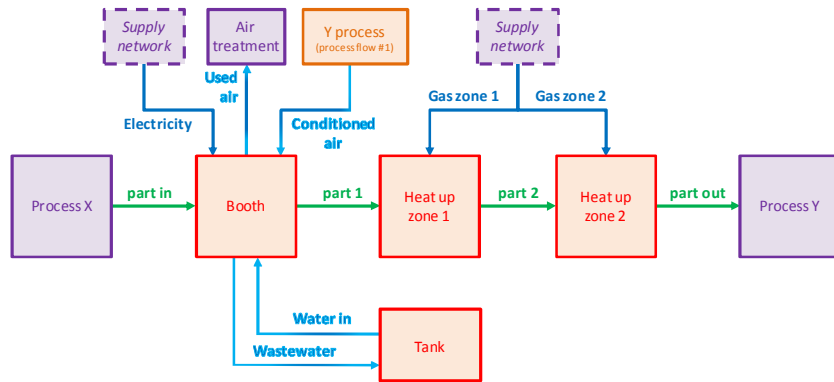 Supply
network
Air
treatment
Y process
(process flow #1)
Supply
network
Used
air
Electricity
Conditioned
air
Gas zone 1
Gas zone 2
Process X
part in
Booth
part 1
Heat up
zone 1
part 2
Heat up
zone 2
part out
Process Y
Water in
Wastewater
Tank